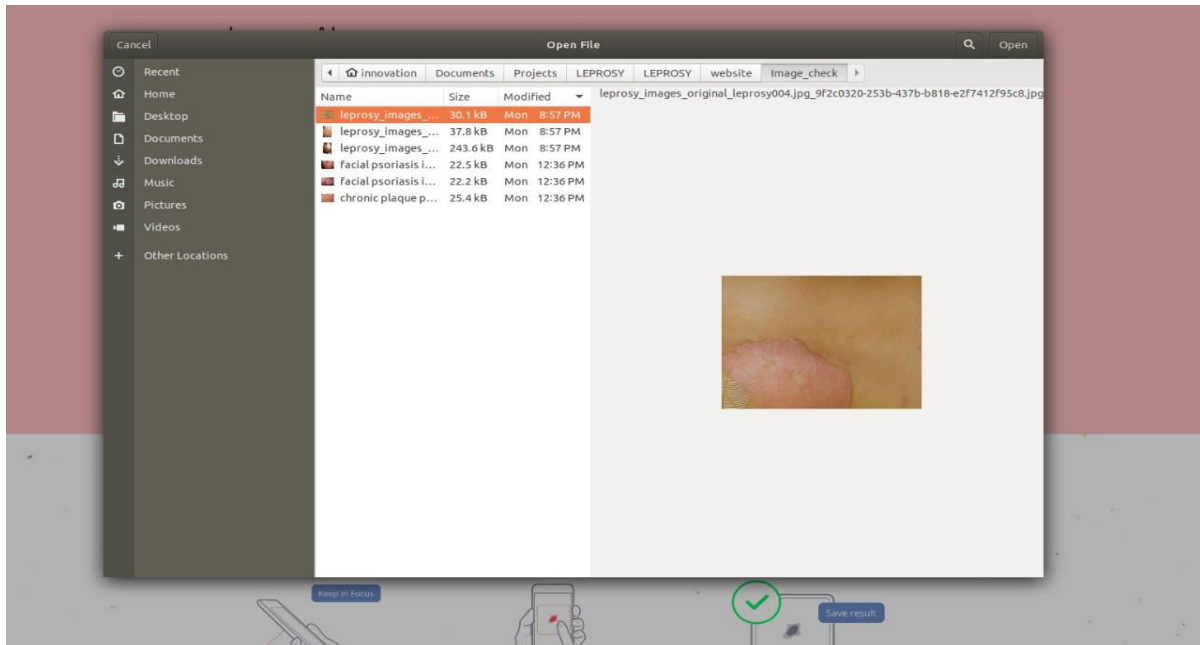 Cancel
Open File
Open
Recent
Home
Desktop
Documents
Downloads
Music
Pictures
Videos
+ Other Locations
innovation Documents Projects LEPROSY LEPROSY website Image_check
Name Size Modified
leprosy_images_... 30.1 kB Mon 8:57 PM
leprosy_images_... 37.8 kB Mon 8:57 PM
leprosy_images_... 243.6 kB Mon 8:57 PM
facial psoriasis i... 22.5 kB Mon 12:36 PM
facial psoriasis i... 22.2 kB Mon 12:36 PM
chronic plaque p... 25.4 kB Mon 12:36 PM
leprosy_images_original_leprosy004.jpg_9f2c0320-253b-437b-b818-e2f7412f95c8.jpg
Keep in Focus
Save result